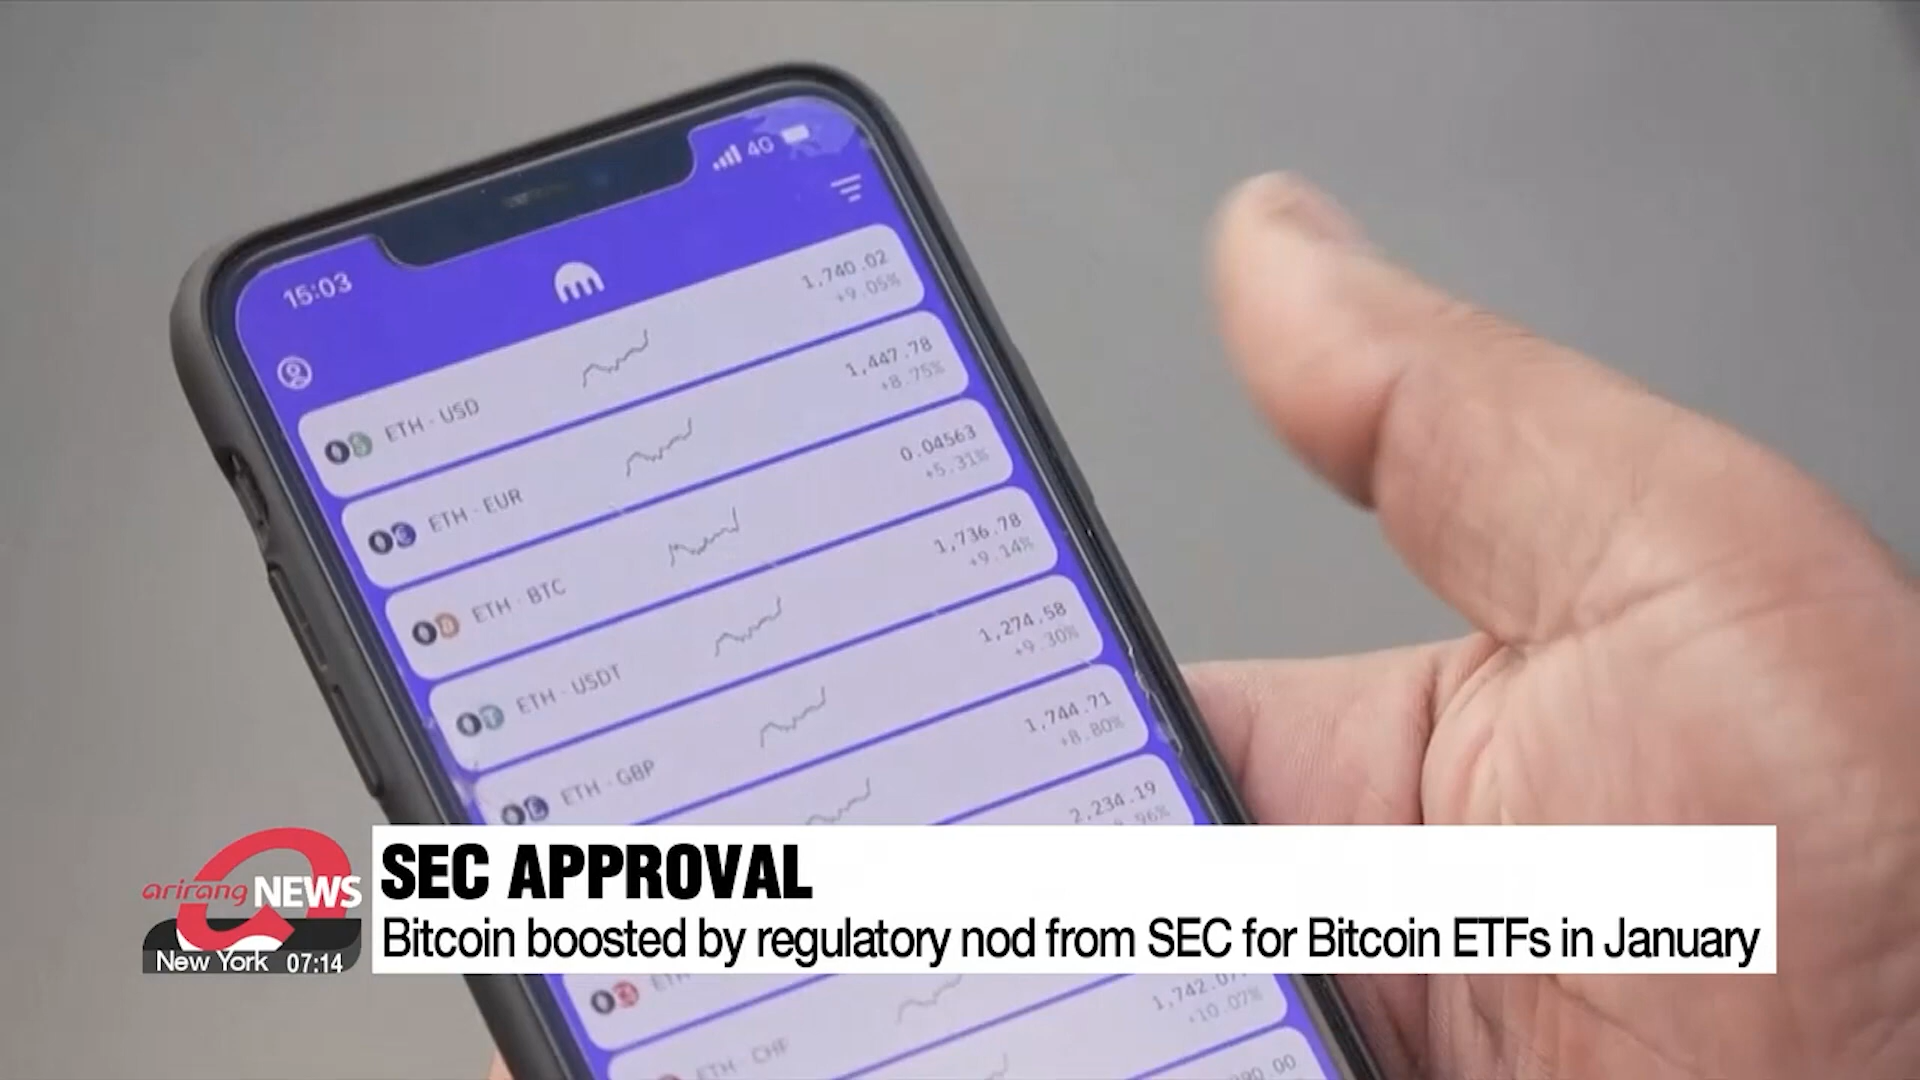 4G
15:03
ETH - USD
1,740.02
+9.05%
ETH - EUR
1,447.78
+8.75%
ETH - BTC
0.04563
+5.31%
ETH - USDT
1,736.78
+9.14%
ETH - GBP
1,274.58
+9.30%
1,744.71
+8.80%
2,234.19
arirang NEWS
New York 07:14
SEC APPROVAL
Bitcoin boosted by regulatory nod from SEC for Bitcoin ETFs in January
ETH - CHF
+10.07%